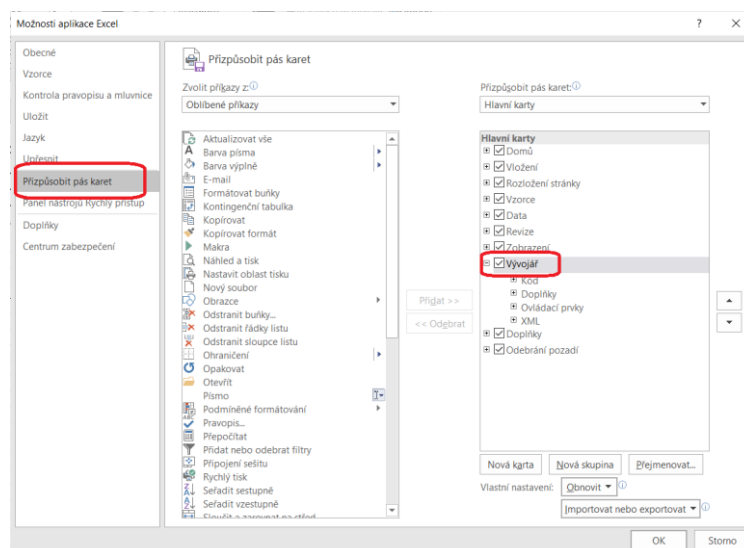 Možnosti aplikace Excel
?
X
Obecné
Vzorce
Kontrola pravopisu a mluvnice
Uložit
Jazyk
Upřesnit
Přizpůsobit pás karet
Panel nástrojů Rychlý přístup
Doplňky
Centrum zabezpečení
Přizpůsobit pás karet
Zvolit příkazy z:
Oblíbené příkazy
Aktualizovat vše
Barva písma
Barva výplně
E-mail
Formátovat buňky
Kontingenční tabulka
Kopírovat
Kopírovat formát
Makra
Náhled a tisk
Nastavit oblast tisku
Nový soubor
Obrazce
Odstranit buňky...
Odstranit řádky listu
Odstranit sloupce listu
Ohraničení
Opakovat
Otevřít
Písmo
Podmíněné formátování
Pravopis...
Přepočítat
Přidat nebo odebrat filtry
Připojení sešitu
Rychlý tisk
Seřadit sestupně
Seřadit vzestupně
Sloučit a zarovnat na střed
Přidat >>
<< Odebrat
Přizpůsobit pás karet:
Hlavní karty
Hlavní karty
Domů
Vložení
Rozložení stránky
Vzorce
Data
Revize
Zobrazení
Vývojář
Kód
Doplňky
Ovládací prvky
XML
Doplňky
Odebrání pozadí
Nová karta
Nová skupina
Přejmenovat...
Vlastní nastavení:
Obnovit
Importovat nebo exportovat
OK
Storno